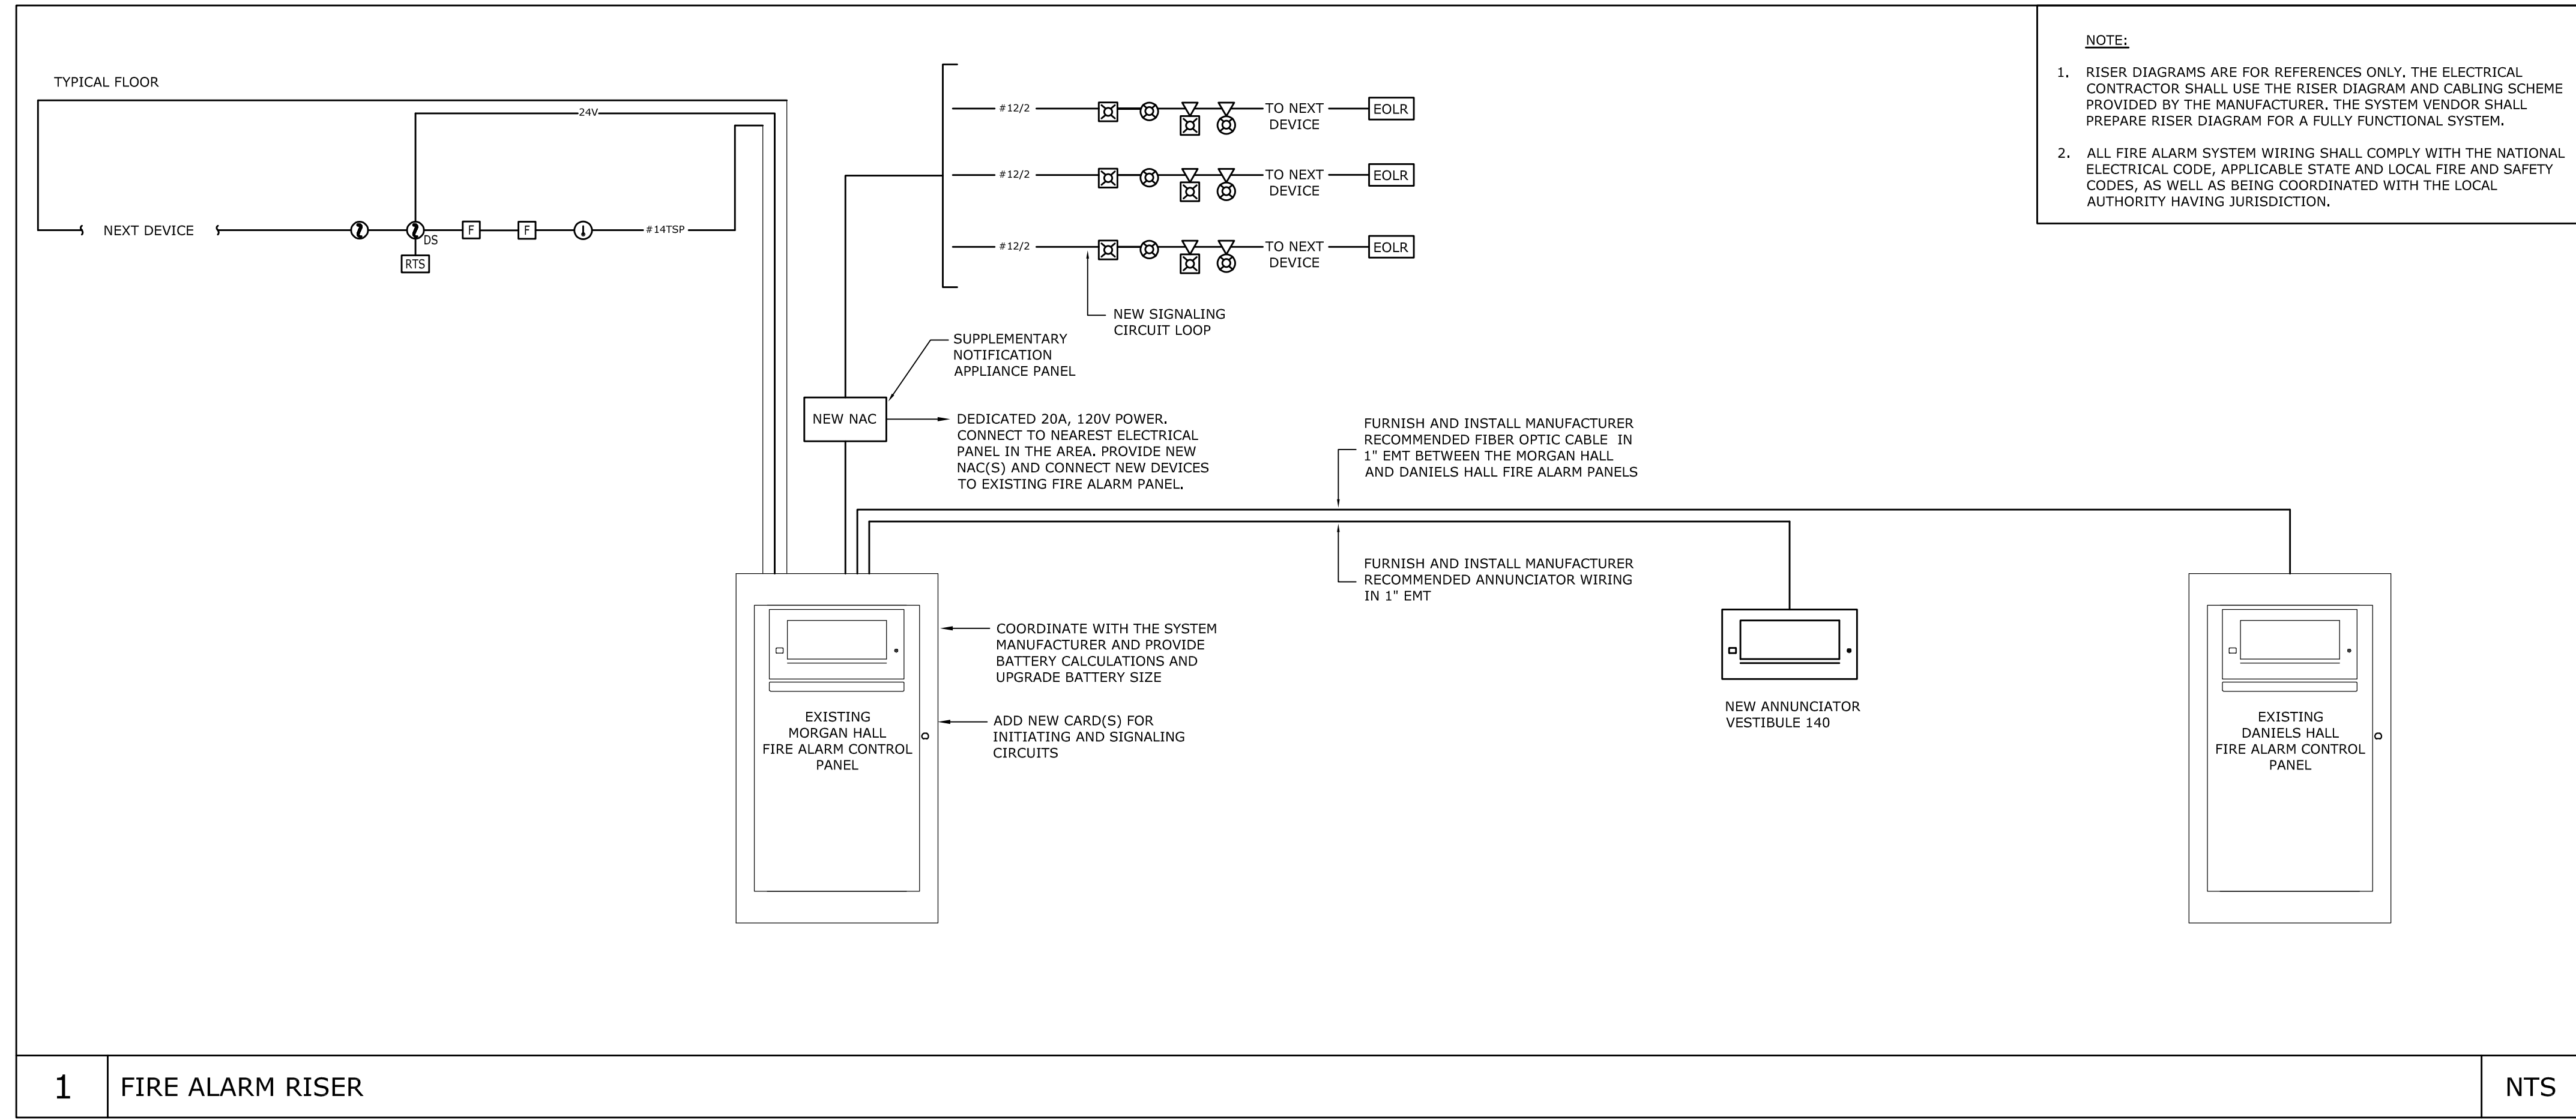 TYPICAL FLOOR
24V
NEXT DEVICE
DS
RTS
F
F
#14TSP
#12/2
TO NEXT
DEVICE
EOLR
#12/2
TO NEXT
DEVICE
EOLR
#12/2
TO NEXT
DEVICE
EOLR
NEW SIGNALING
CIRCUIT LOOP
SUPPLEMENTARY
NOTIFICATION
APPLIANCE PANEL
NEW NAC
DEDICATED 20A, 120V POWER.
CONNECT TO NEAREST ELECTRICAL
PANEL IN THE AREA. PROVIDE NEW
NAC(S) AND CONNECT NEW DEVICES
TO EXISTING FIRE ALARM PANEL.
FURNISH AND INSTALL MANUFACTURER
RECOMMENDED FIBER OPTIC CABLE IN
1" EMT BETWEEN THE MORGAN HALL
AND DANIELS HALL FIRE ALARM PANELS
FURNISH AND INSTALL MANUFACTURER
RECOMMENDED ANNUNCIATOR WIRING
IN 1" EMT
COORDINATE WITH THE SYSTEM
MANUFACTURER AND PROVIDE
BATTERY CALCULATIONS AND
UPGRADE BATTERY SIZE
ADD NEW CARD(S) FOR
INITIATING AND SIGNALING
CIRCUITS
EXISTING
MORGAN HALL
FIRE ALARM CONTROL
PANEL
NEW ANNUNCIATOR
VESTIBULE 140
EXISTING
DANIELS HALL
FIRE ALARM CONTROL
PANEL
NOTE:
1. RISER DIAGRAMS ARE FOR REFERENCES ONLY. THE ELECTRICAL
CONTRACTOR SHALL USE THE RISER DIAGRAM AND CABLING SCHEME
PROVIDED BY THE MANUFACTURER. THE SYSTEM VENDOR SHALL
PREPARE RISER DIAGRAM FOR A FULLY FUNCTIONAL SYSTEM.
2. ALL FIRE ALARM SYSTEM WIRING SHALL COMPLY WITH THE NATIONAL
ELECTRICAL CODE, APPLICABLE STATE AND LOCAL FIRE AND SAFETY
CODES, AS WELL AS BEING COORDINATED WITH THE LOCAL
AUTHORITY HAVING JURISDICTION.
1
FIRE ALARM RISER
NTS